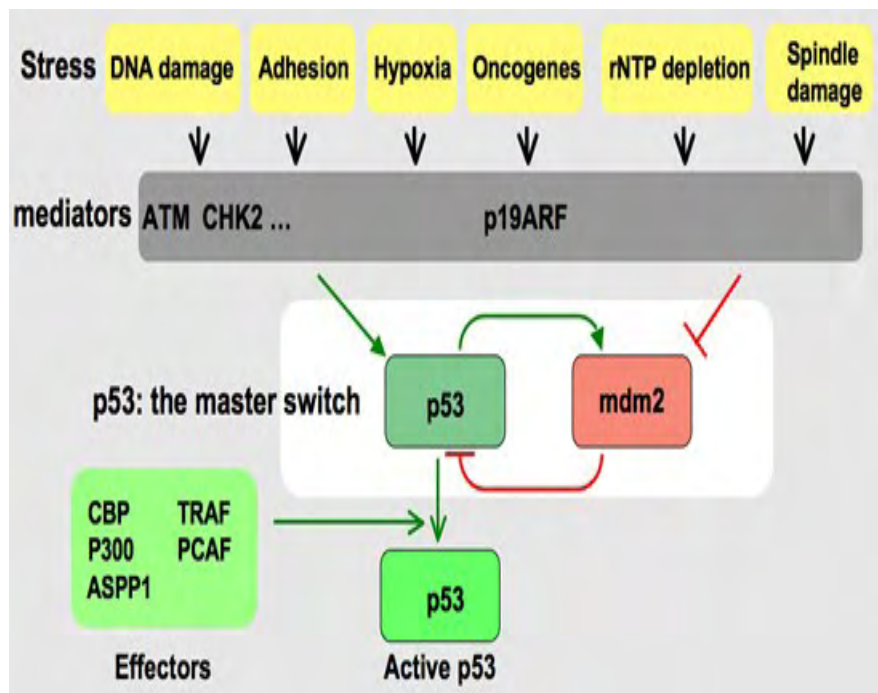 Stress DNA damage Adhesion Hypoxia Oncogenes rNTP depletion Spindle damage
mediators ATM CHK2 ... p19ARF
p53 mdm2
p53: the master switch
CBP TRAF
P300 PCAF
ASPP1
p53
Effectors Active p53